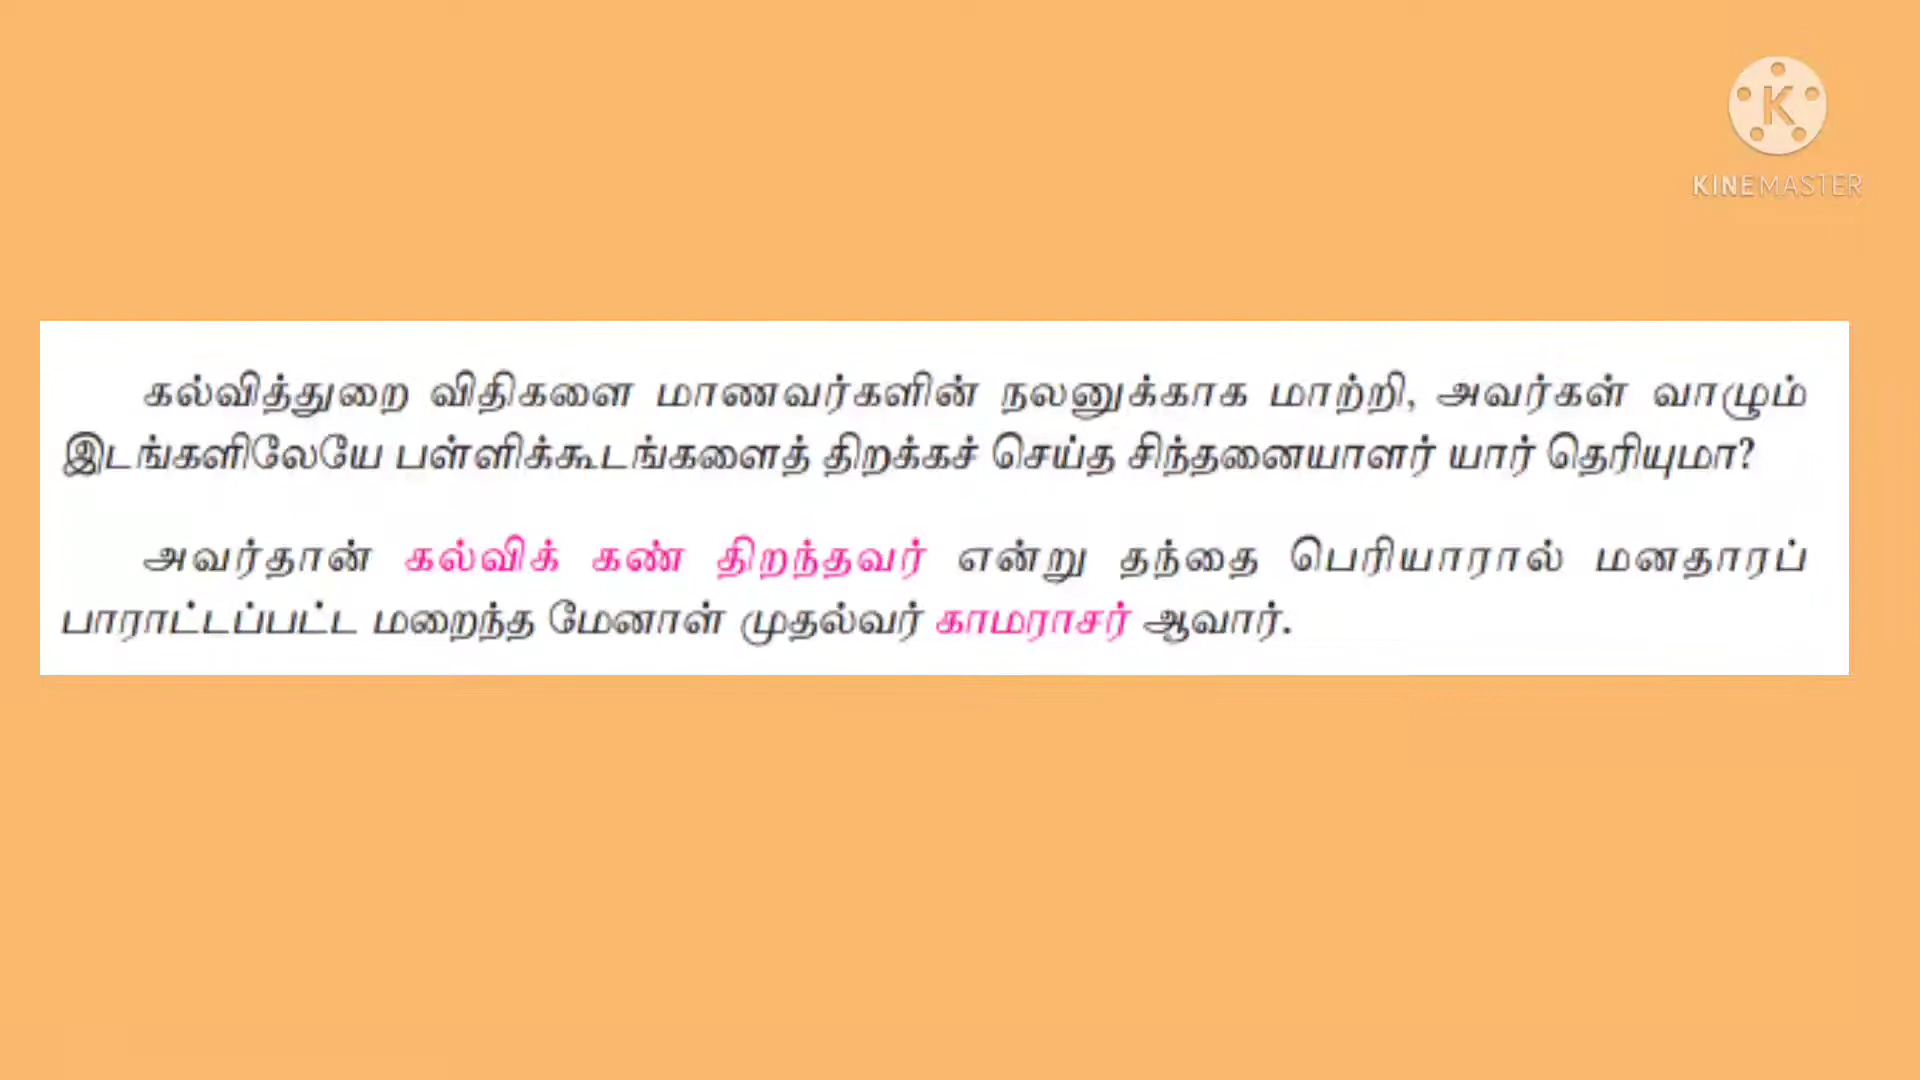 K
KINEMASTER
கல்வித்துறை விதிகளை மாணவர்களின் நலனுக்காக மாற்றி, அவர்கள் வாழும்
இடங்களிலேயே பள்ளிக்கூடங்களைத் திறக்கச் செய்த சிந்தனையாளர் யார் தெரியுமா?
அவர்தான் கல்விக் கண் திறந்தவர் என்று தந்தை பெரியாரால் மனதாரப்
பாராட்டப்பட்ட மறைந்த மேனாள் முதல்வர் காமராசர் ஆவார்.